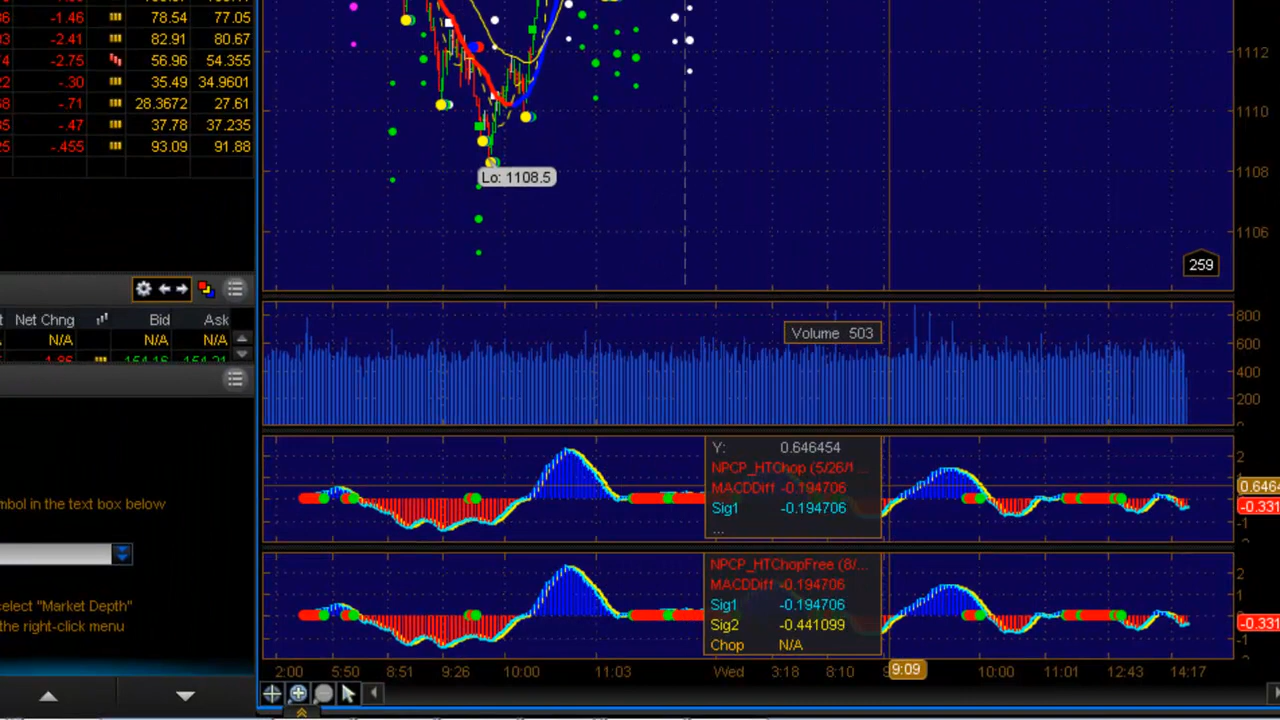 -1.46 78.54 77.05
-2.41 82.91 80.67
-2.75 56.96 54.355
-.30 35.49 34.9601
-.71 28.3672 27.61
-.47 37.78 37.235
-.455 93.09 91.88
Lo: 1108.5
1112
1110
1108
1106
259
Net Chng Bid Ask
N/A N/A N/A
Volume 503
800
600
400
200
mbol in the text box below
elect "Market Depth"
the right-click menu
Y: 0.646454
NPCP_HTChop (5/26/1 ...
MACDDiff -0.194706
Sig1 -0.194706
...
2
0.6464
-0.331
-1
NPCP_HTChopFree (8/...
MACDDiff -0.194706
Sig1 -0.194706
Sig2 -0.441099
Chop N/A
2
1
-0.331
-1
2:00 5:50 8:51 9:26 10:00 11:03 Wed 3:18 8:10 9:09 10:00 11:01 12:43 14:17